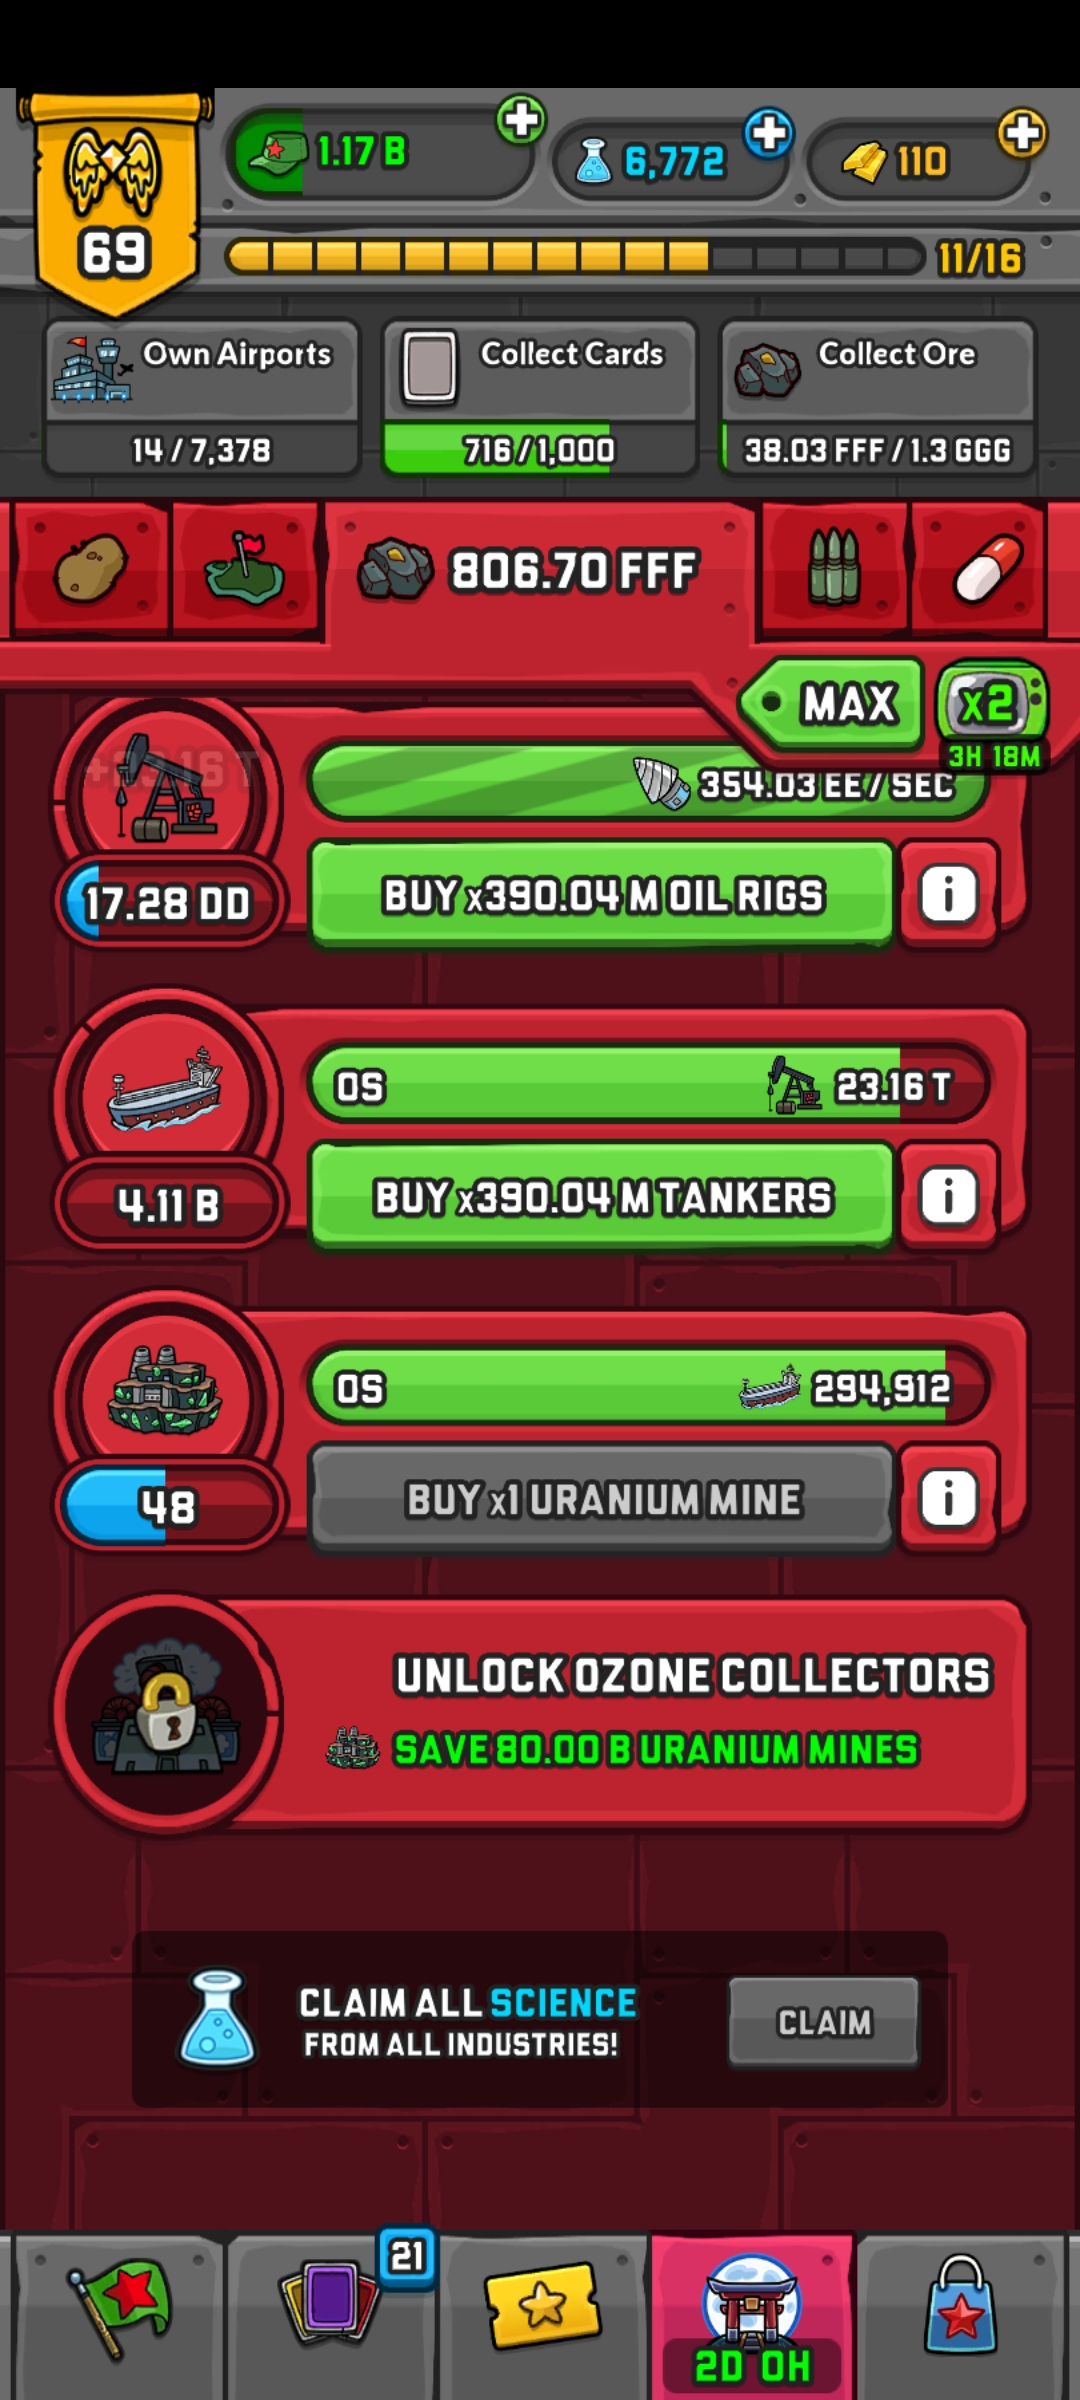 69
1.17 B
6,772
110
11/16
Own Airports
14 / 7,378
Collect Cards
716 / 1,000
Collect Ore
38.03 FFF / 1.3 GGG
806.70 FFF
MAX
x2
3H 18M
+23.16 T
354.03 EE / SEC
17.28 DD
BUY x390.04 M OIL RIGS
i
0S
23.16 T
4.11 B
BUY x390.04 M TANKERS
i
0S
294,912
48
BUY x1 URANIUM MINE
i
UNLOCK OZONE COLLECTORS
SAVE 80.00 B URANIUM MINES
CLAIM ALL SCIENCE
FROM ALL INDUSTRIES!
CLAIM
21
2D 0H